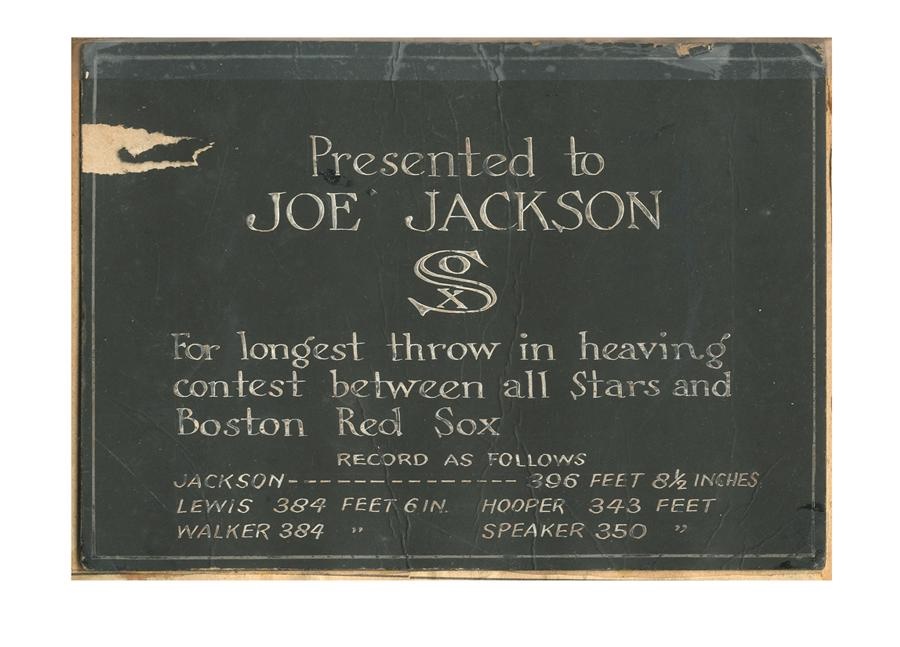 Presented to
JOE JACKSON
SOX
For longest throw in heaving
contest between all Stars and
Boston Red Sox
RECORD AS FOLLOWS
JACKSON--------------- 396 FEET 8½ INCHES
LEWIS 384 FEET 6 IN. HOOPER 343 FEET
WALKER 384 " SPEAKER 350 "